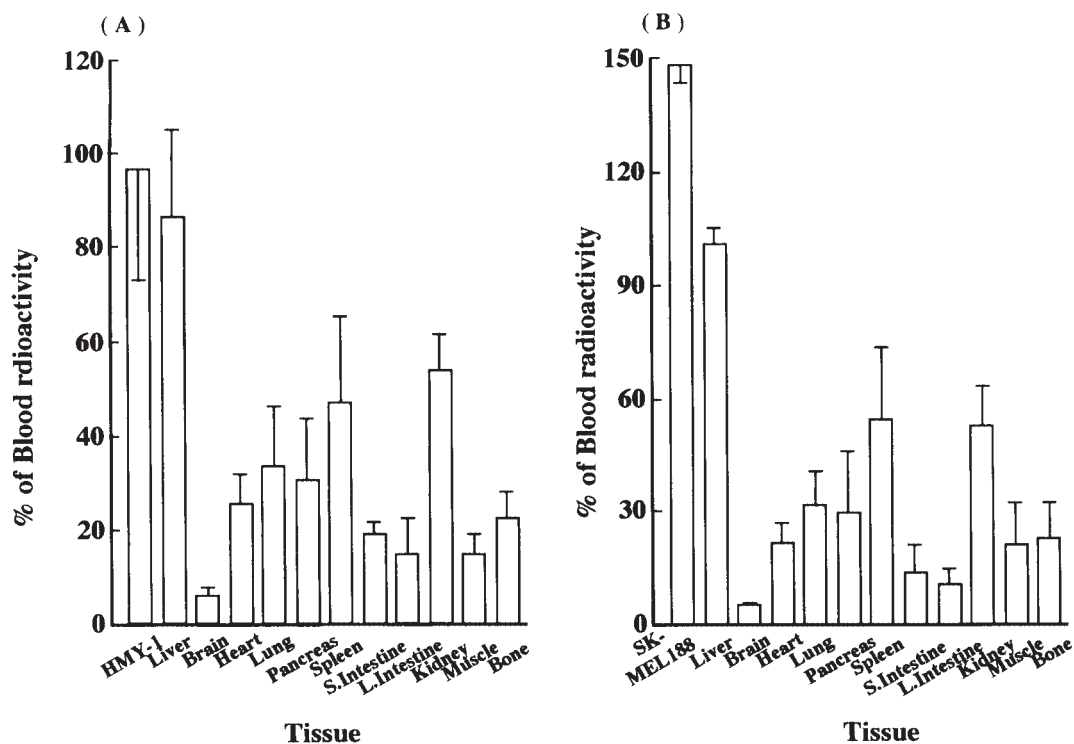 ( A )
% of Blood rdioactivity
120
100
80
60
40
20
0
HMY-1
Liver
Brain
Heart
Lung
Pancreas
Spleen
S.Intestine
L.Intestine
Kidney
Muscle
Bone
Tissue
( B )
% of Blood radioactivity
150
120
90
60
30
0
SK-
MEL188
Liver
Brain
Heart
Lung
Pancreas
Spleen
S.Intestine
L.Intestine
Kidney
Muscle
Bone
Tissue